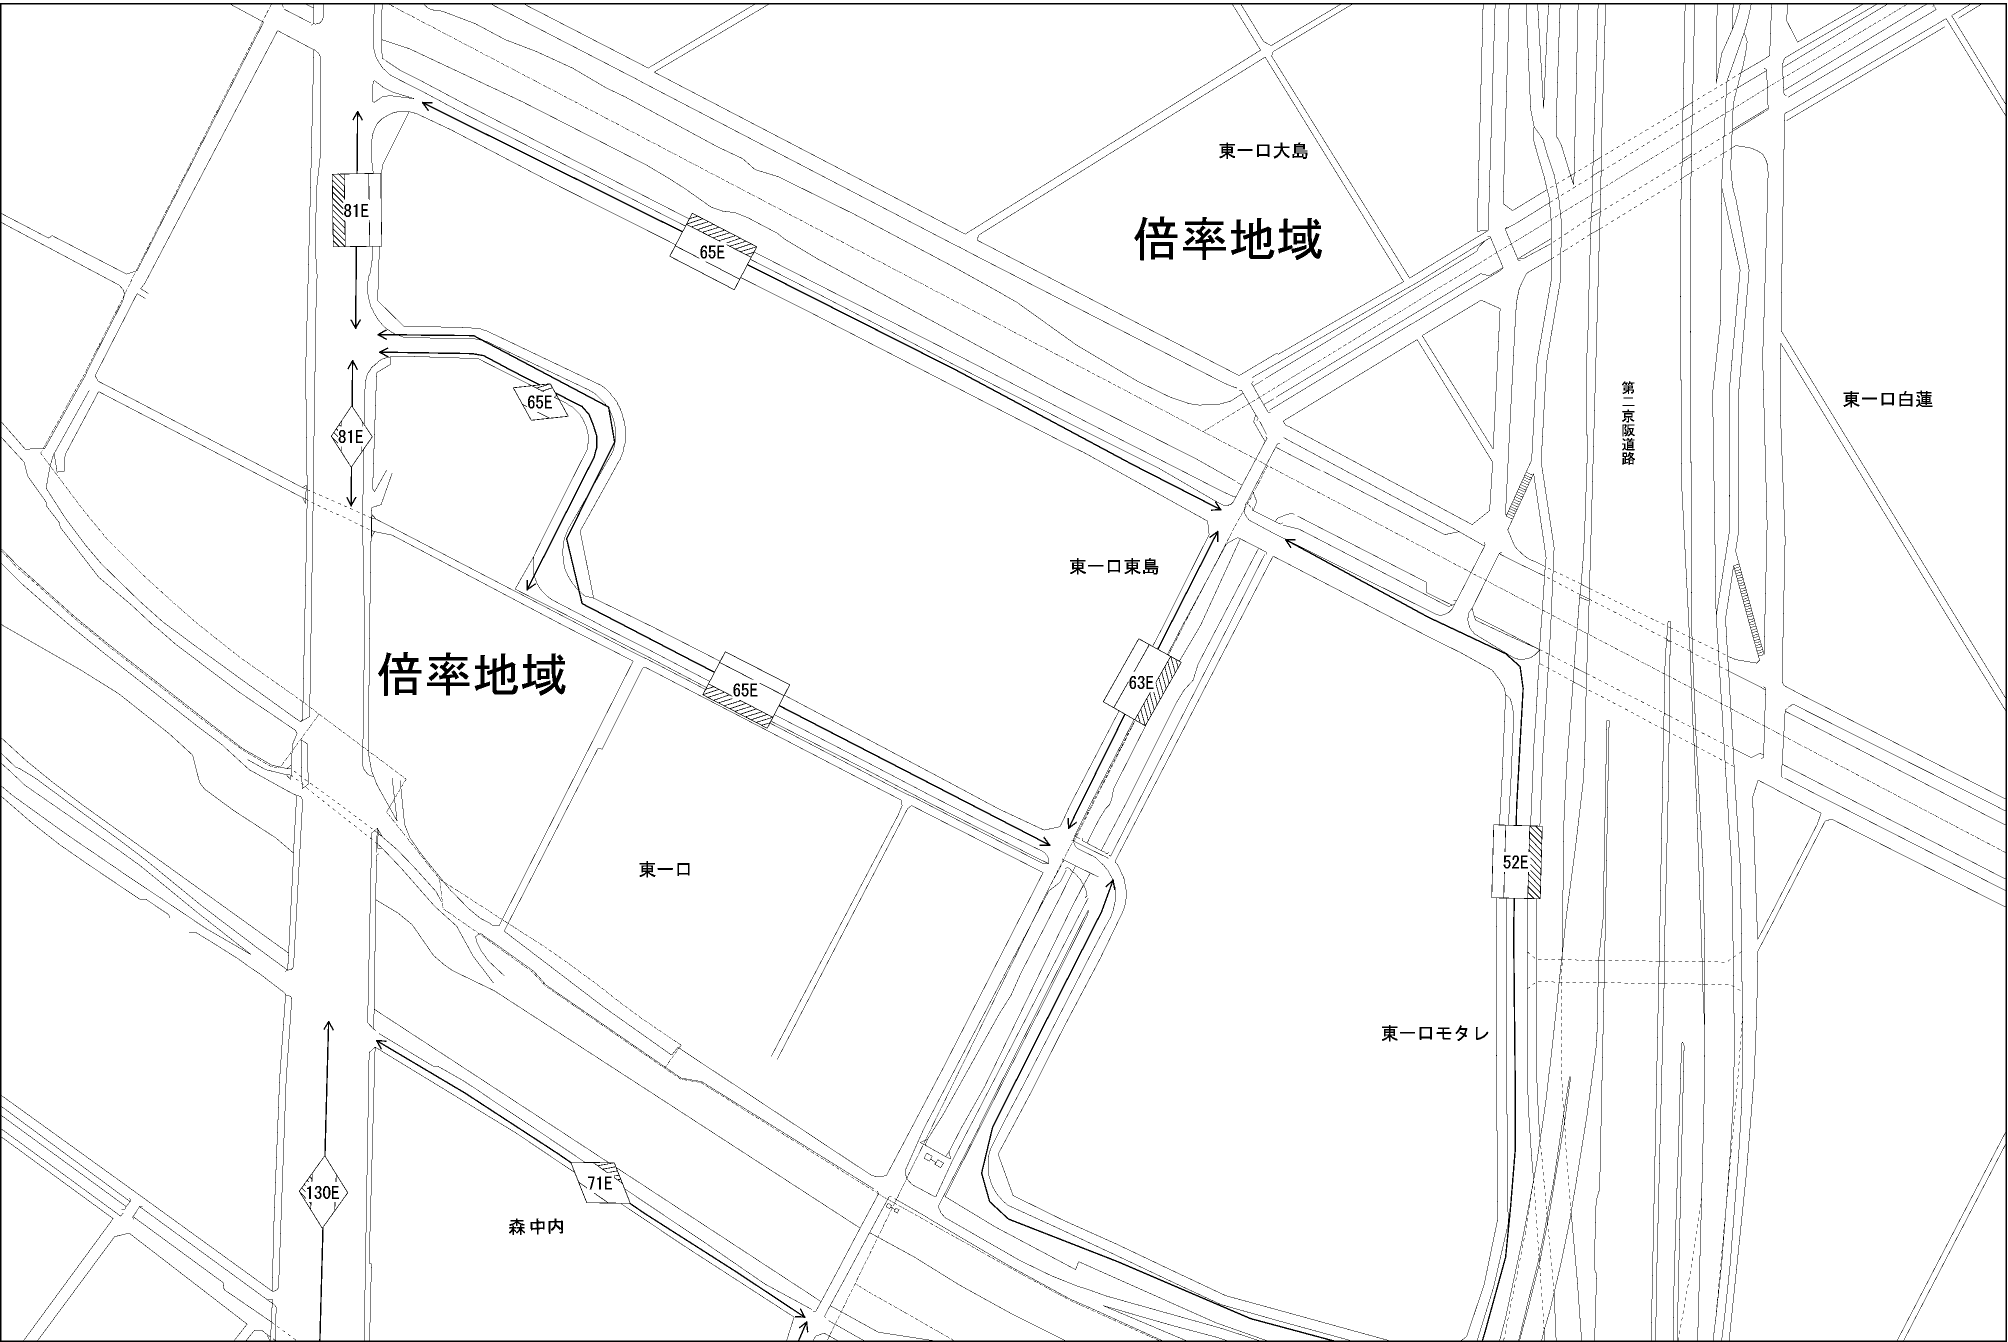 東一口大島
81E
65E
倍率地域
第二京阪道路
65E
東一口白蓮
81E
東一口東島
倍率地域
65E
63E
東一口
52E
東一口モタレ
71E
130E
森中内